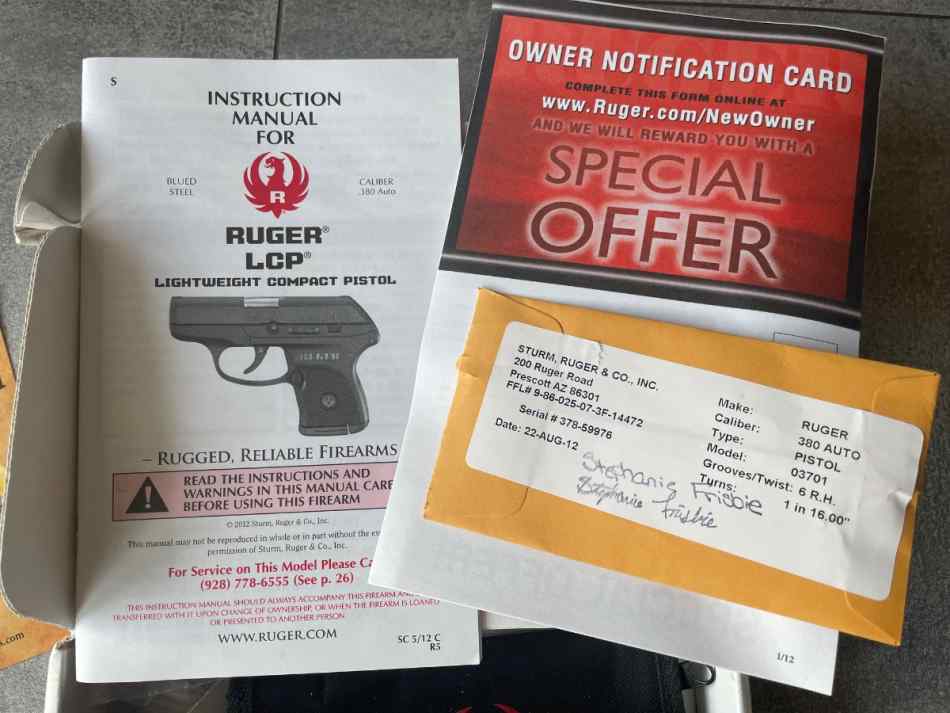 S
INSTRUCTION
MANUAL
FOR
BLUED
STEEL
CALIBER
.380 Auto
R
RUGER®
LCP®
LIGHTWEIGHT COMPACT PISTOL
– RUGGED, RELIABLE FIREARMS
READ THE INSTRUCTIONS AND
WARNINGS IN THIS MANUAL CARE
BEFORE USING THIS FIREARM
© 2012 Sturm, Ruger & Co., Inc.
This manual may not be reproduced in whole or in part without the ex
permission of Sturm, Ruger & Co., Inc.
For Service on This Model Please Ca
(928) 778-6555 (See p. 26)
THIS INSTRUCTION MANUAL SHOULD ALWAYS ACCOMPANY THIS FIREARM AN
TRANSFERRED WITH IT UPON CHANGE OF OWNERSHIP, OR WHEN THE FIREARM IS LOANED
OR PRESENTED TO ANOTHER PERSON
WWW.RUGER.COM
SC 5/12 C
R5
OWNER NOTIFICATION CARD
COMPLETE THIS FORM ONLINE AT
www.Ruger.com/NewOwner
AND WE WILL REWARD YOU WITH A
SPECIAL
OFFER
STURM, RUGER & CO., INC.
200 Ruger Road
Prescott AZ 86301
FFL# 9-86-025-07-3F-14472
Serial # 378-59976
Date: 22-AUG-12
Make: RUGER
Caliber: 380 AUTO
Type: PISTOL
Model: 03701
Grooves/Twist: 6 R.H.
Turns: 1 in 16.00"
Stephanie Frisbie
Stephanie Frisbie
1/12
.com